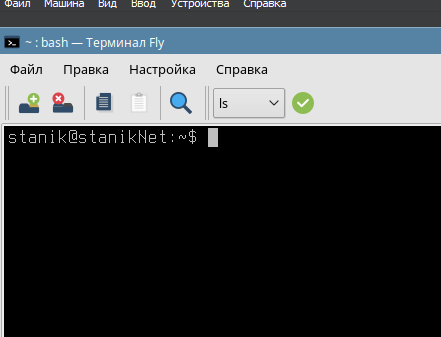 Файл Машина Вид Ввод Устройства Справка
~ : bash — Терминал Fly
Файл Правка Настройка Справка
ls
stanik@stanikNet:~$